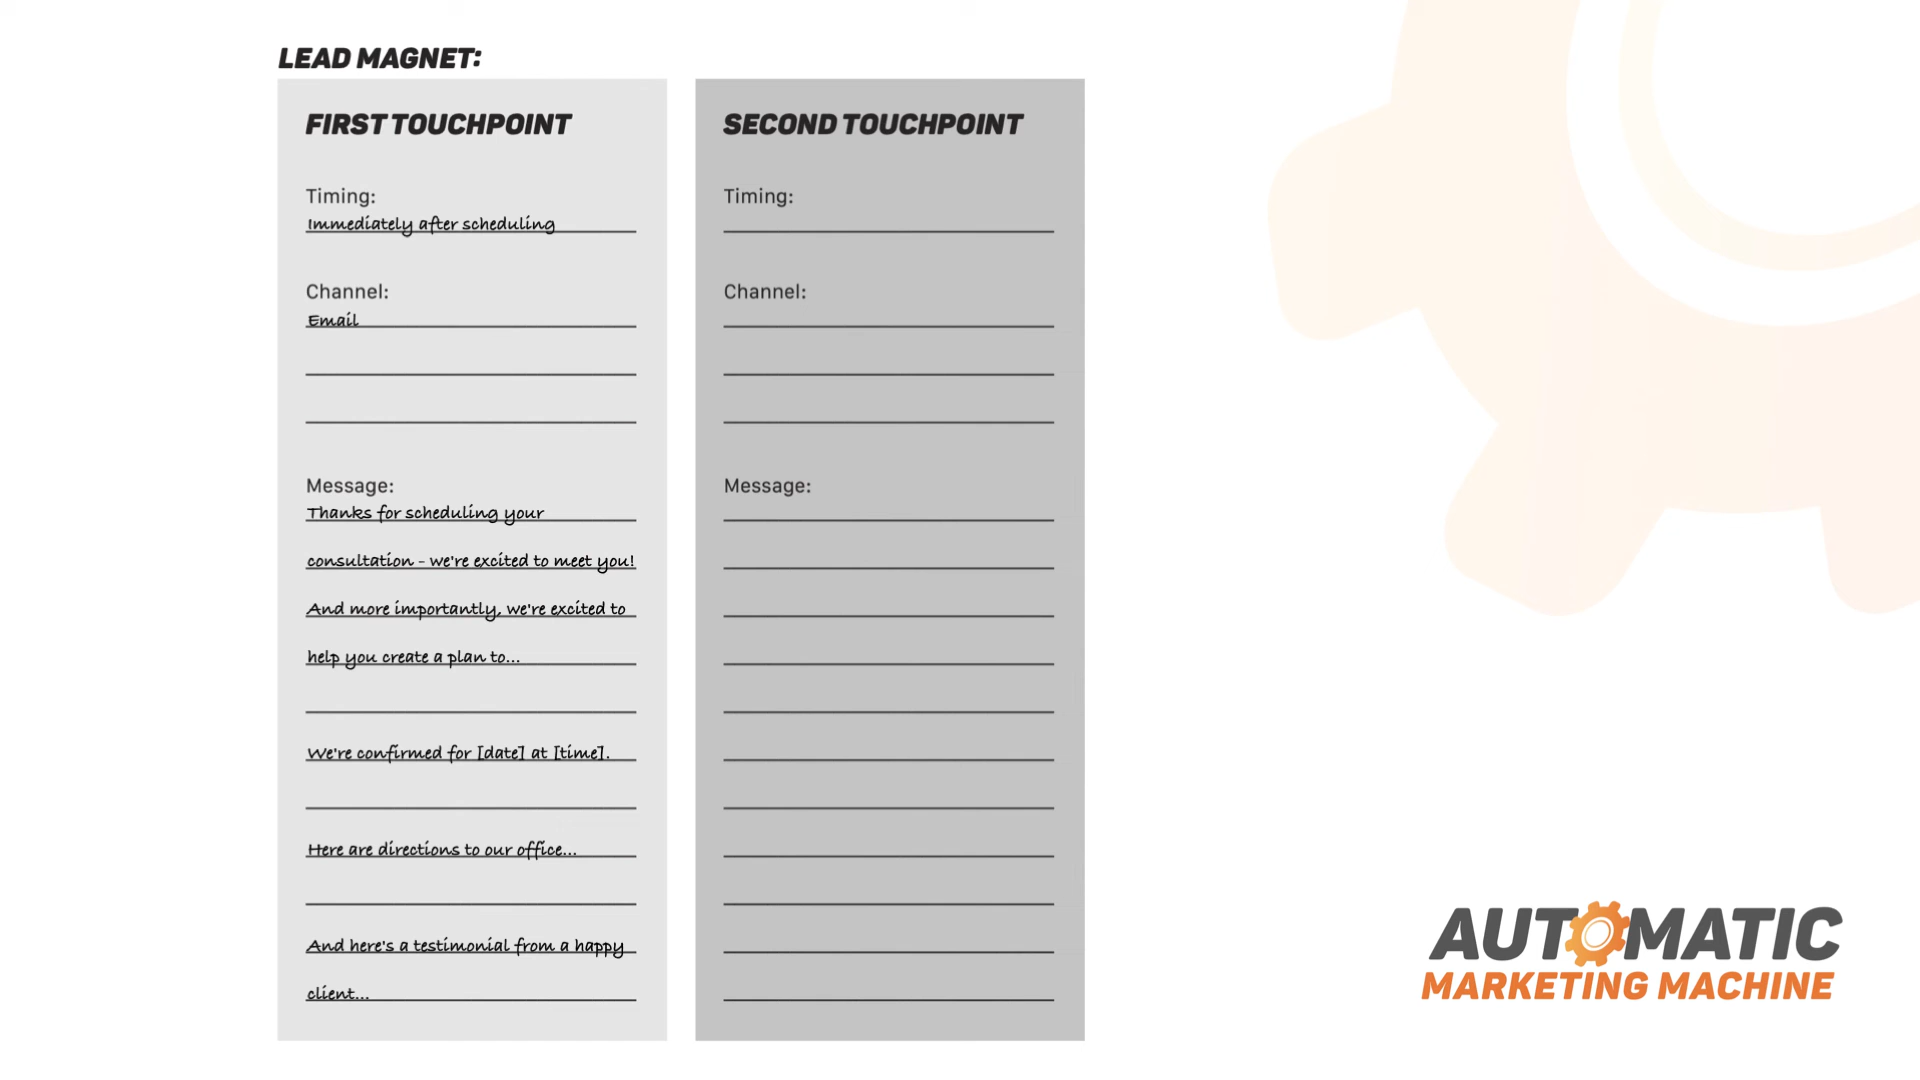 LEAD MAGNET:
FIRST TOUCHPOINT
Timing:
Immediately after scheduling
Channel:
Email
Message:
Thanks for scheduling your
consultation - we're excited to meet you!
And more importantly, we're excited to
help you create a plan to...
We're confirmed for [date] at [time].
Here are directions to our office...
And here's a testimonial from a happy
client...
SECOND TOUCHPOINT
Timing:
Channel:
Message:
AUTOMATIC
MARKETING MACHINE